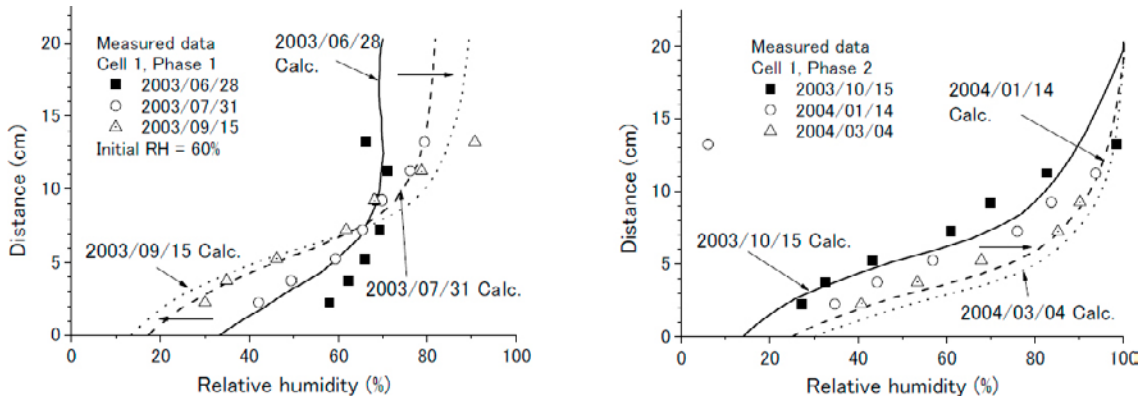 20
15
10
5
0
Distance (cm)
Measured data
Cell 1, Phase 1
2003/06/28
2003/07/31
2003/09/15
Initial RH = 60%
2003/06/28
Calc.
2003/09/15 Calc.
2003/07/31 Calc.
0 20 40 60 80 100
Relative humidity (%)
20
15
10
5
0
Distance (cm)
Measured data
Cell 1, Phase 2
2003/10/15
2004/01/14
2004/03/04
2004/01/14
Calc.
2003/10/15 Calc.
2004/03/04 Calc.
0 20 40 60 80 100
Relative humidity (%)